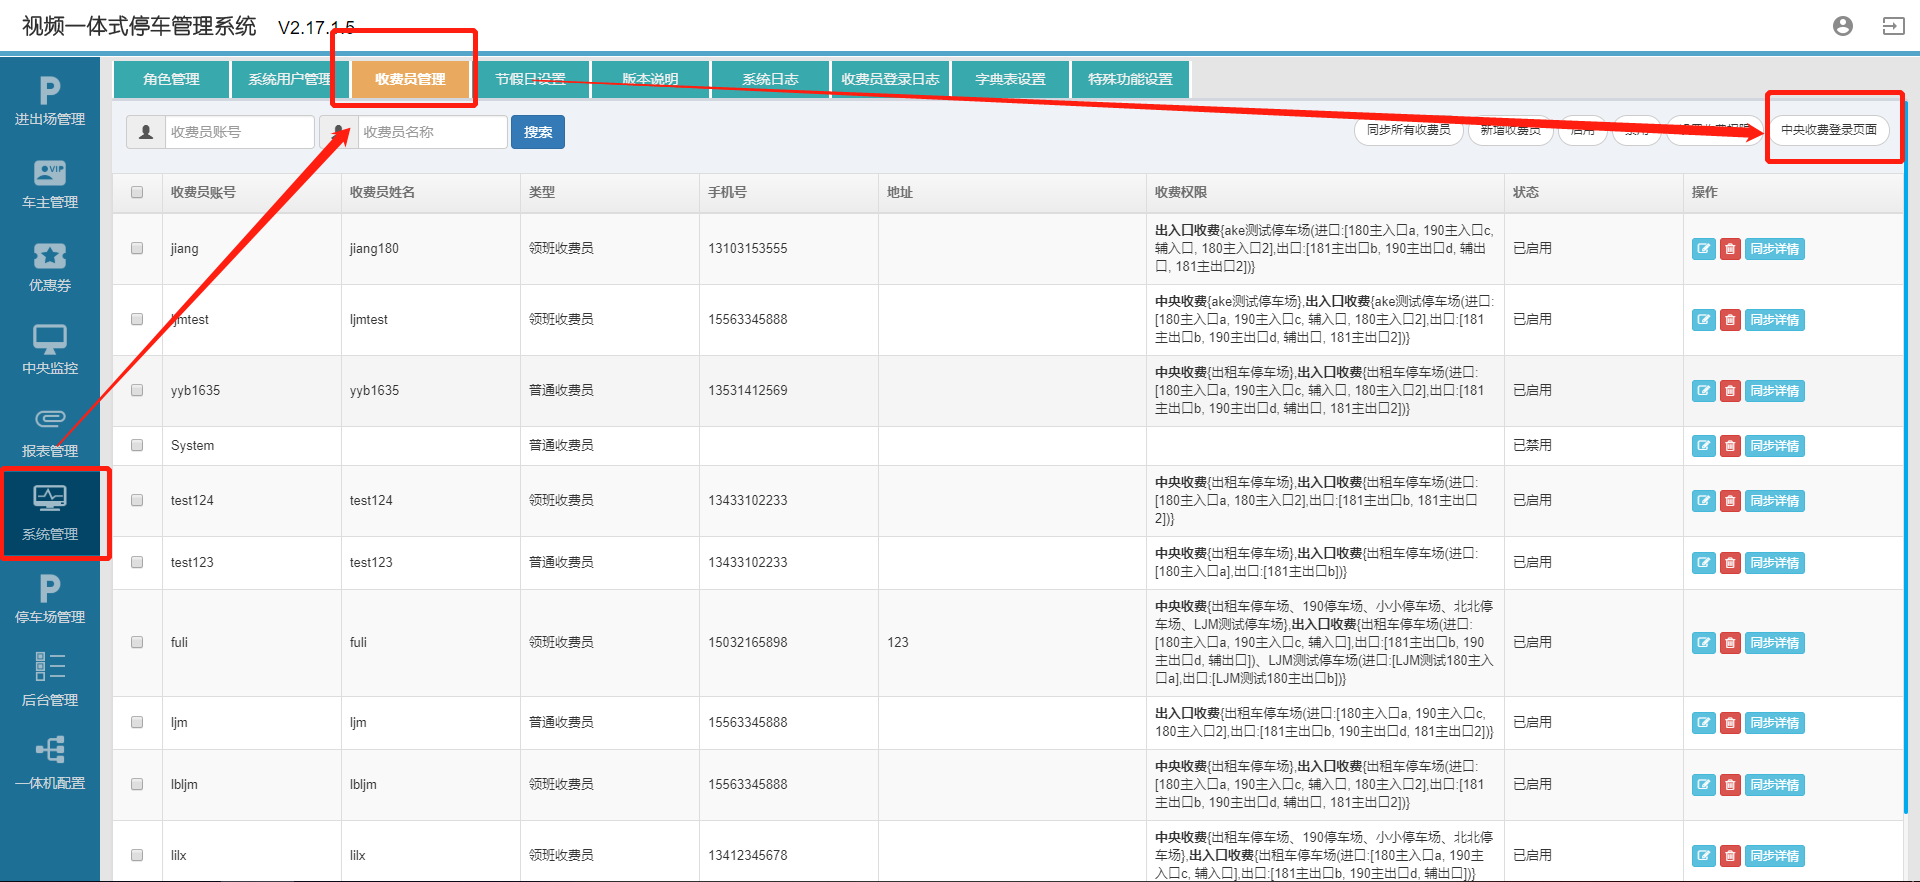 视频一体式停车管理系统 V2.17.1.5
进出场管理
车主管理
优惠券
中央监控
报表管理
系统管理
停车场管理
后台管理
一体机配置
角色管理 系统用户管理 收费员管理 节假日设置 版本说明 系统日志 收费员登录日志 字典表设置 特殊功能设置
收费员账号 收费员名称 搜索 同步所有收费员 新增收费员 启用 禁用 中央收费登录页面
收费员账号 收费员姓名 类型 手机号 地址 收费权限 状态 操作
jiang jiang180 领班收费员 13103153555 已启用 同步详情
出入口收费{ake测试停车场(进口:[180主入口a, 190主入口c,
辅入口, 180主入口2],出口:[181主出口b, 190主出口d, 辅出
口, 181主出口2])}
ljmtest ljmtest 领班收费员 15563345888 已启用 同步详情
中央收费{ake测试停车场},出入口收费{ake测试停车场(进口:
[180主入口a, 190主入口c, 辅入口, 180主入口2],出口:[181
主出口b, 190主出口d, 辅出口, 181主出口2])}
yyb1635 yyb1635 普通收费员 13531412569 已启用 同步详情
中央收费{出租车停车场},出入口收费{出租车停车场(进口:
[180主入口a, 190主入口c, 辅入口, 180主入口2],出口:[181
主出口b, 190主出口d, 辅出口, 181主出口2])}
System 普通收费员 已禁用 同步详情
test124 test124 领班收费员 13433102233 已启用 同步详情
中央收费{出租车停车场},出入口收费{出租车停车场(进口:
[180主入口a, 180主入口2],出口:[181主出口b, 181主出口
2])}
test123 test123 普通收费员 13433102233 已启用 同步详情
中央收费{出租车停车场},出入口收费{出租车停车场(进口:
[180主入口a],出口:[181主出口b])}
fuli fuli 领班收费员 15032165898 123 已启用 同步详情
中央收费{出租车停车场、190停车场、小小停车场、北北停
车场、LJM测试停车场},出入口收费{出租车停车场(进口:
[180主入口a, 190主入口c, 辅入口],出口:[181主出口b, 190
主出口d, 辅出口])、LJM测试停车场(进口:[LJM测试180主入
口a],出口:[LJM测试180主出口b])}
ljm ljm 普通收费员 15563345888 已启用 同步详情
出入口收费{出租车停车场(进口:[180主入口a, 190主入口c,
180主入口2],出口:[181主出口b, 190主出口d, 181主出口2])}
lbljm lbljm 领班收费员 15563345888 已启用 同步详情
中央收费{出租车停车场},出入口收费{出租车停车场(进口:
[180主入口a, 190主入口c, 辅入口, 180主入口2],出口:[181
主出口b, 190主出口d, 辅出口, 181主出口2])}
lilx lilx 领班收费员 13412345678 已启用 同步详情
中央收费{出租车停车场、190停车场、小小停车场、北北停
车场},出入口收费{出租车停车场(进口:[180主入口a, 190主
入口c, 辅入口],出口:[181主出口b, 190主出口d, 辅出口])}